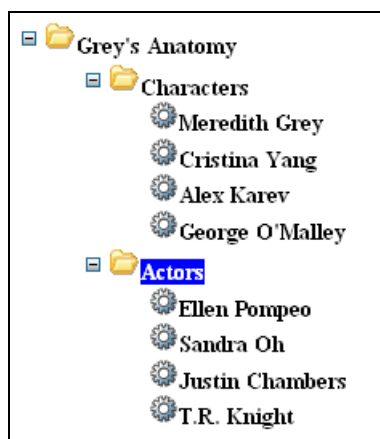 Grey's Anatomy
Characters
Meredith Grey
Cristina Yang
Alex Karev
George O'Malley
Actors
Ellen Pompeo
Sandra Oh
Justin Chambers
T.R. Knight